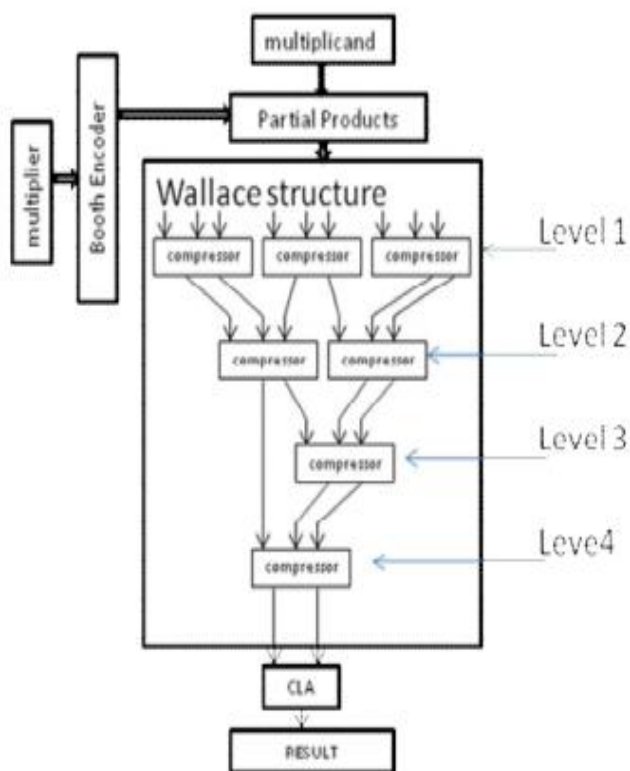 multiplicand
Partial Products
Booth Encoder
multiplier
Wallace structure
Level 1
compressor
compressor
compressor
Level 2
compressor
compressor
Level 3
compressor
Leve4
compressor
CLA
RESULT